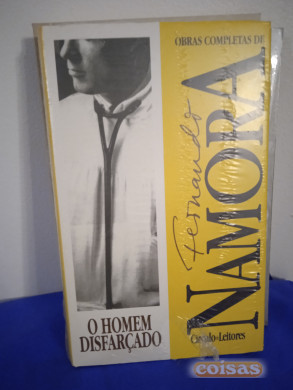 OBRAS COMPLETAS DE
Fernando
NAMORA
O HOMEM
DISFARÇADO
Círculo-Leitores
coisas